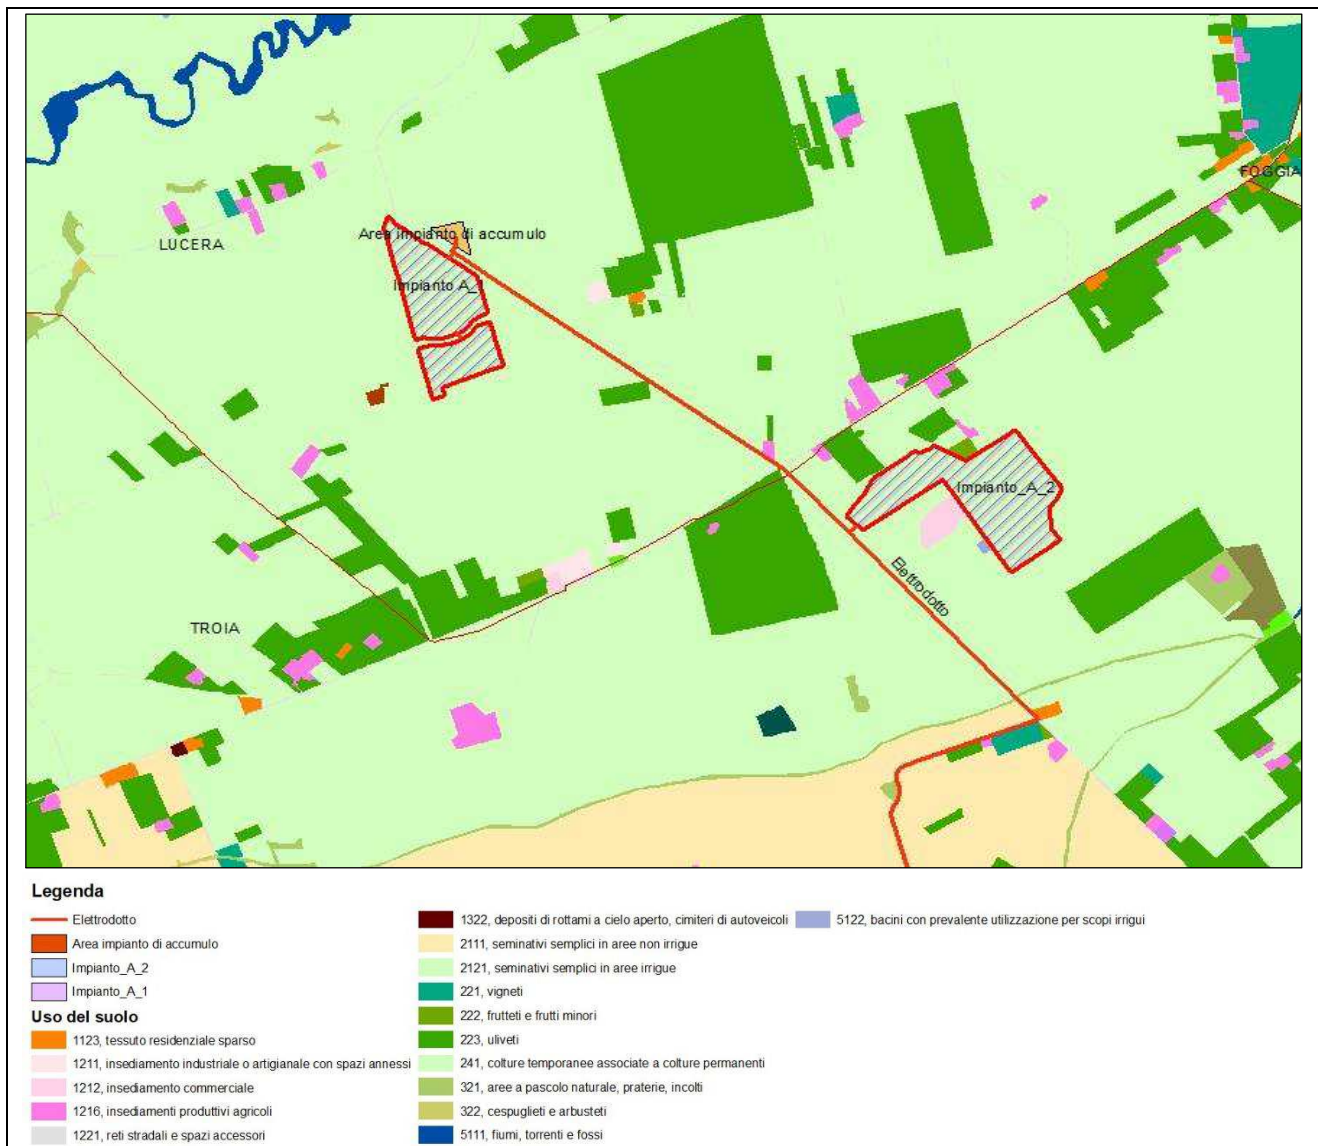 FOGGIA
LUCERA
Area impianto di accumulo
Impianto A_1
Impianto_A_2
Elettrodotto
TROIA
Legenda
Elettrodotto
Area impianto di accumulo
Impianto_A_2
Impianto_A_1
Uso del suolo
1123, tessuto residenziale sparso
1211, insediamento industriale o artigianale con spazi annessi
1212, insediamento commerciale
1216, insediamenti produttivi agricoli
1221, reti stradali e spazi accessori
1322, depositi di rottami a cielo aperto, cimiteri di autoveicoli
2111, seminativi semplici in aree non irrigue
2121, seminativi semplici in aree irrigue
221, vigneti
222, frutteti e frutti minori
223, uliveti
241, colture temporanee associate a colture permanenti
321, aree a pascolo naturale, praterie, incolti
322, cespuglieti e arbusteti
5111, fiumi, torrenti e fossi
5122, bacini con prevalente utilizzazione per scopi irrigui